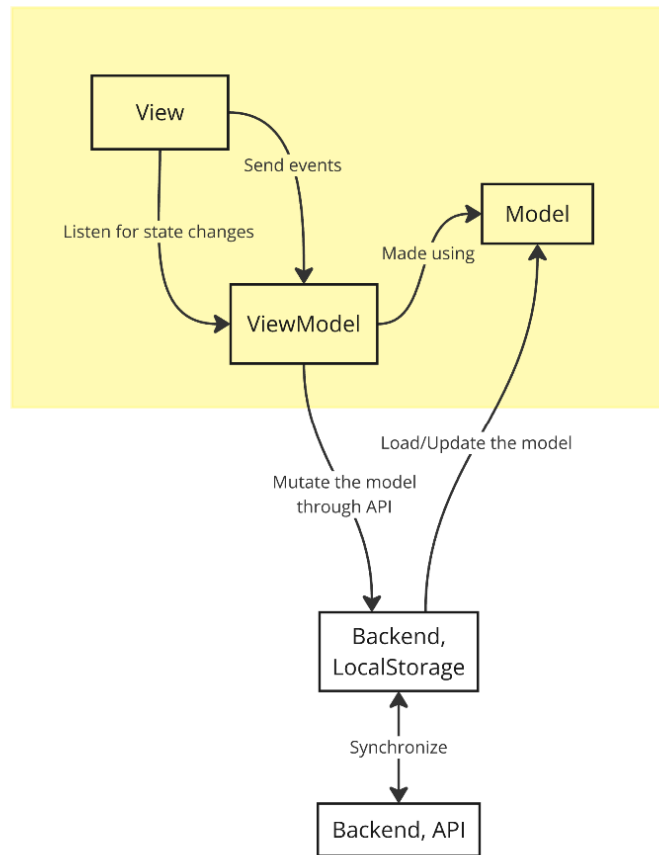 View
Send events
Listen for state changes
Model
Made using
ViewModel
Load/Update the model
Mutate the model
through API
Backend,
LocalStorage
Synchronize
Backend, API